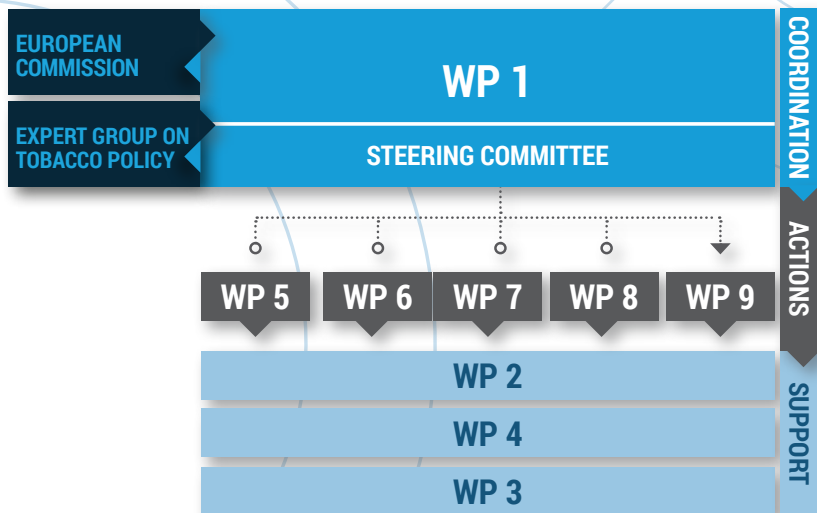 EUROPEAN
COMMISSION
WP 1
EXPERT GROUP ON
TOBACCO POLICY
STEERING COMMITTEE
COORDINATION
WP 5
WP 6
WP 7
WP 8
WP 9
ACTIONS
WP 2
WP 4
WP 3
SUPPORT